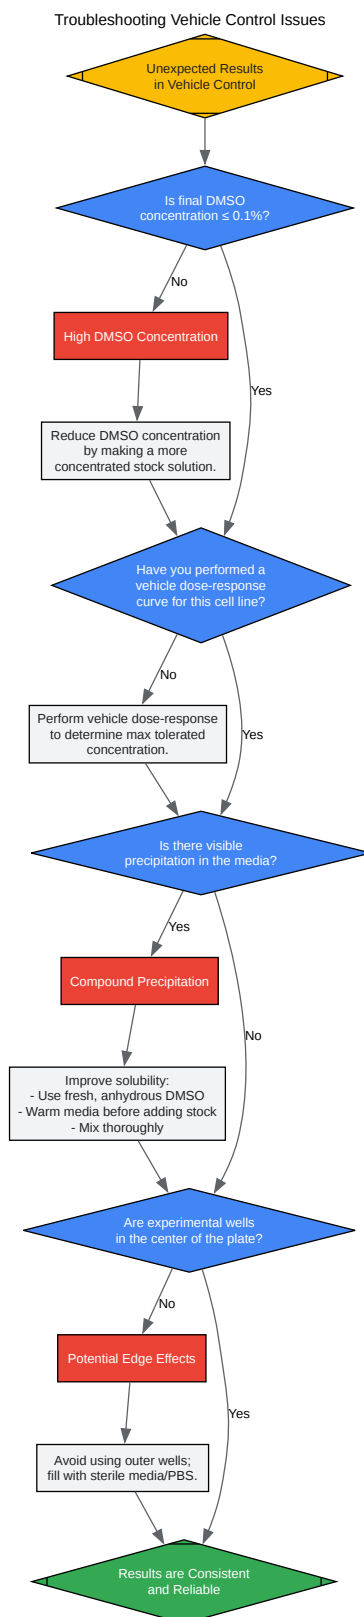 Troubleshooting Vehicle Control Issues
Unexpected Results
in Vehicle Control
Is final DMSO
concentration ≤ 0.1%?
No
High DMSO Concentration
Yes
Reduce DMSO concentration
by making a more
concentrated stock solution.
Have you performed a
vehicle dose-response
curve for this cell line?
No
Perform vehicle dose-response
to determine max tolerated
concentration.
Yes
Is there visible
precipitation in the media?
Yes
Compound Precipitation
No
Improve solubility:
- Use fresh, anhydrous DMSO
- Warm media before adding stock
- Mix thoroughly
Are experimental wells
in the center of the plate?
No
Potential Edge Effects
Yes
Avoid using outer wells;
fill with sterile media/PBS.
Results are Consistent
and Reliable